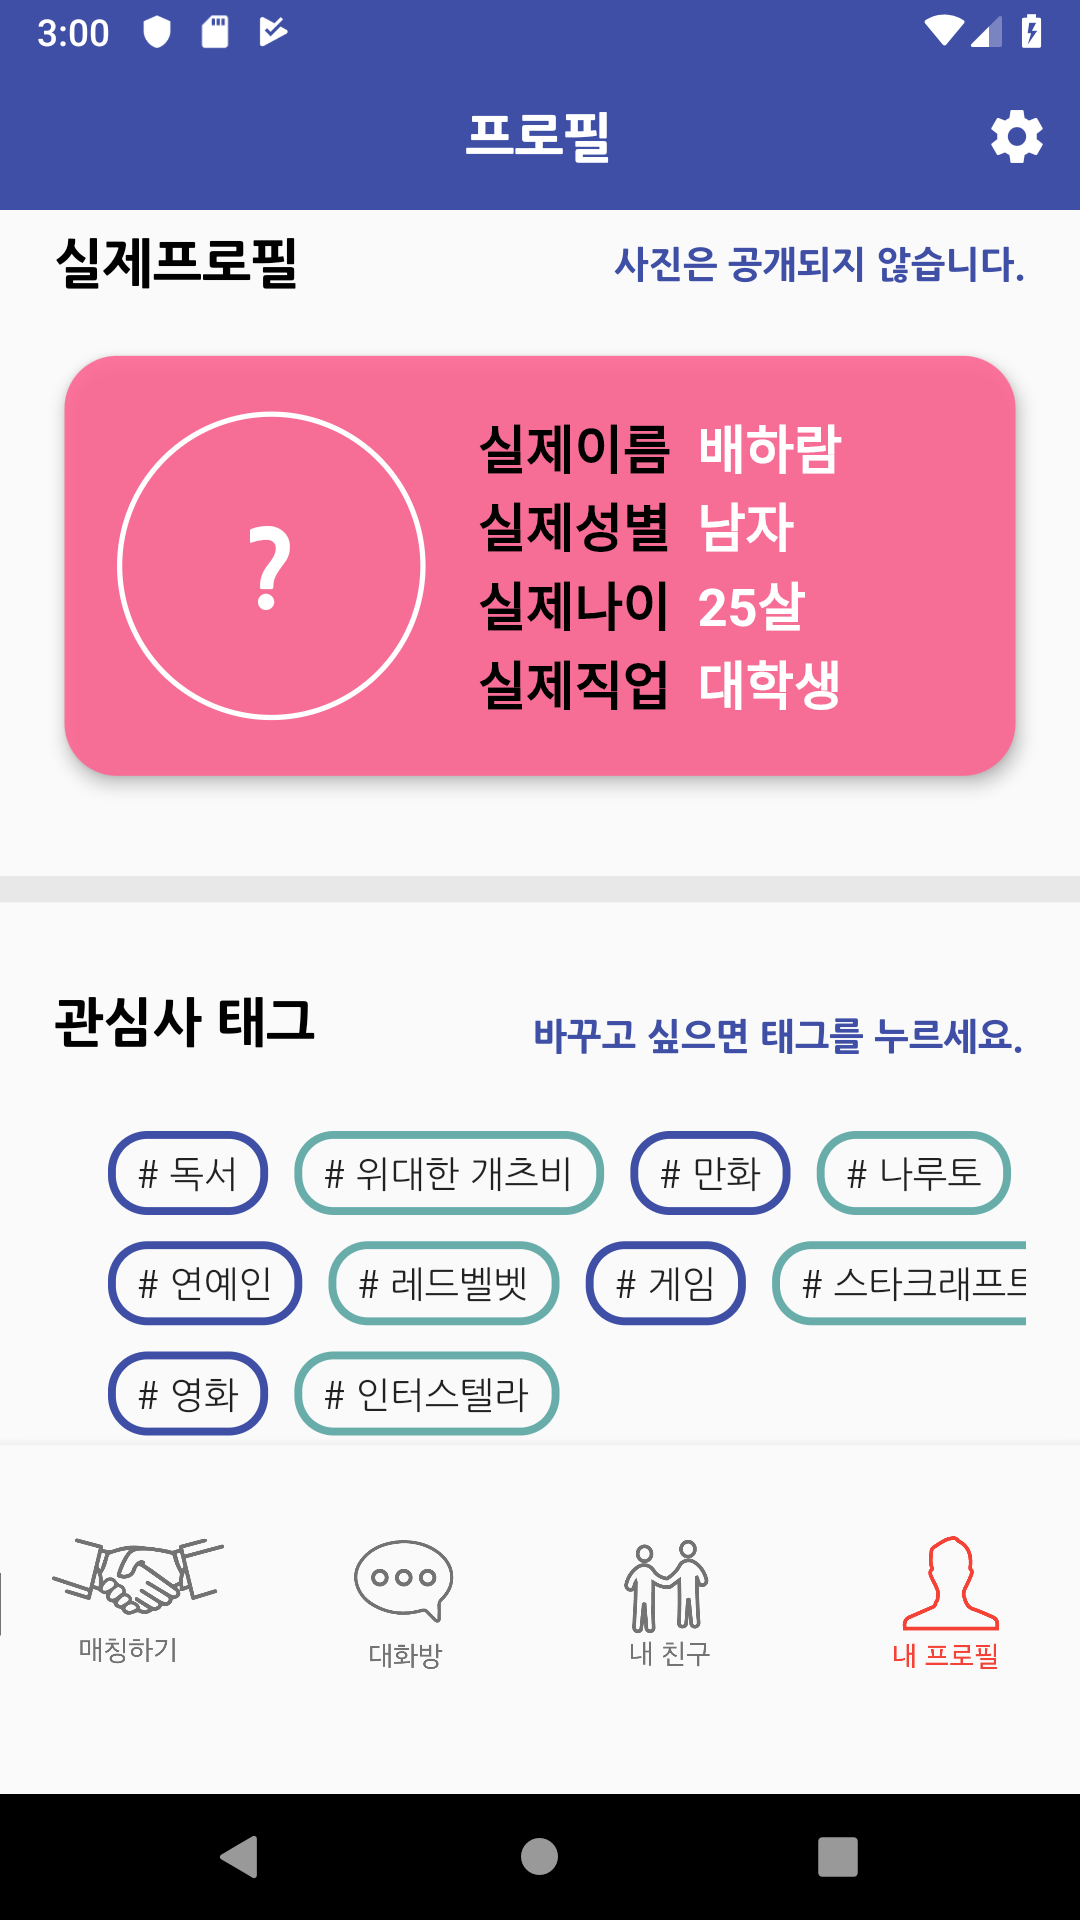 3:00
프로필
실제프로필 사진은 공개되지 않습니다.
?
실제이름 배하람
실제성별 남자
실제나이 25살
실제직업 대학생
관심사 태그 바꾸고 싶으면 태그를 누르세요.
# 독서 # 위대한 개츠비 # 만화 # 나루토
# 연예인 # 레드벨벳 # 게임 # 스타크래프트
# 영화 # 인터스텔라
매칭하기 대화방 내 친구 내 프로필